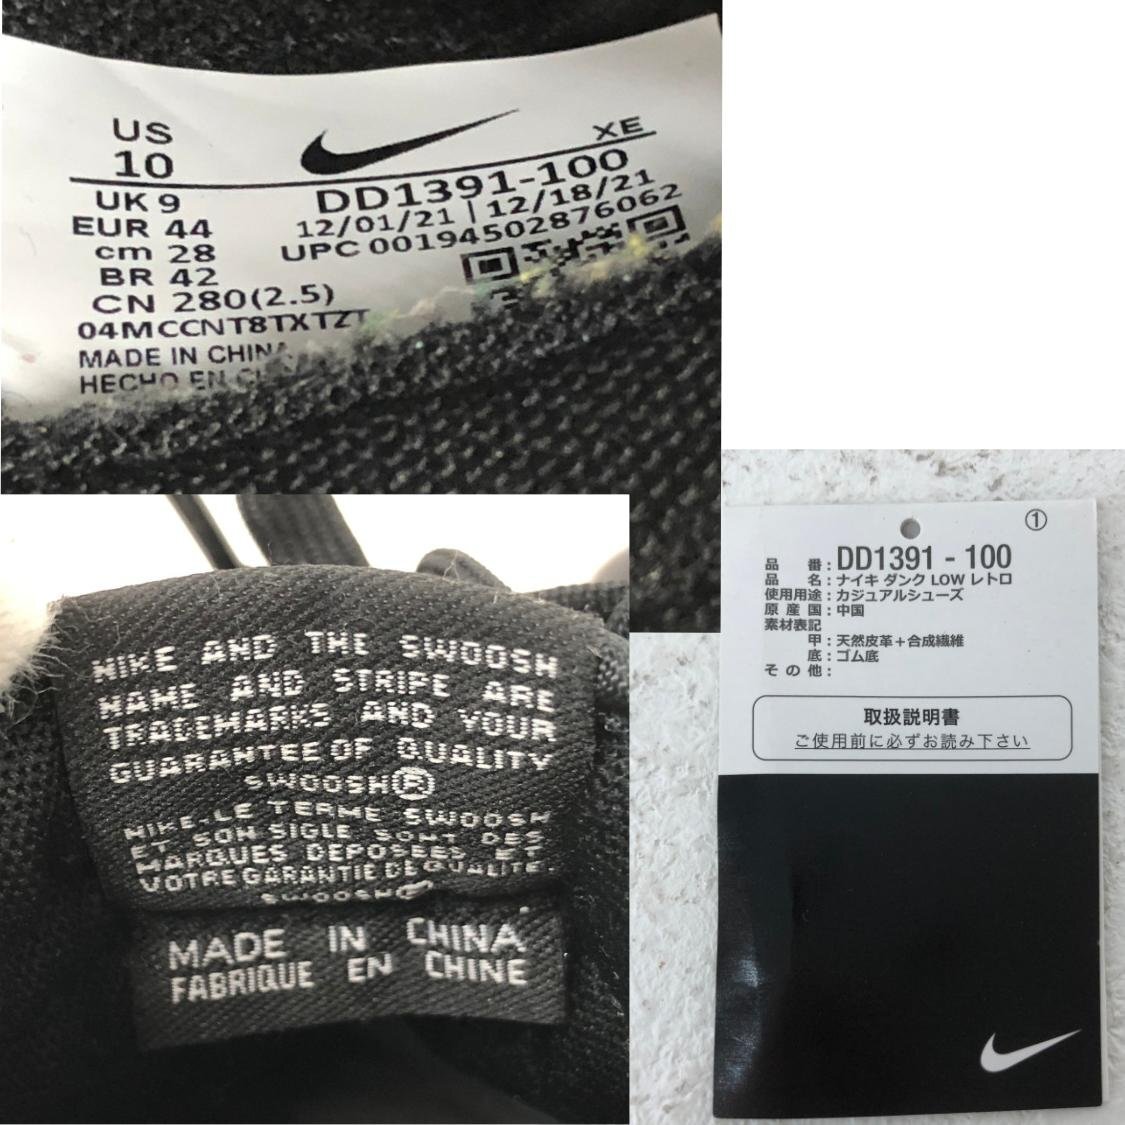 US
10
XE
UK 9
EUR 44
cm 28
BR 42
CN 280(2.5)
DD1391-100
12/01/21 | 12/18/21
UPC 00194502876062
04MCCNT8TXTZT
MADE IN CHINA
HECHO EN
NIKE AND THE SWOOSH
NAME AND STRIPE ARE
TRADEMARKS AND YOUR
GUARANTEE OF QUALITY
SWOOSH®
NIKE-LE TERME SWOOSH
ET SON SIGLE SONT DES
MARQUES DEPOSEES ET
VOTRE GARANTIE DE QUALITE.
SWOOSH
MADE IN CHINA
FABRIQUE EN CHINE
①
品 番：DD1391 - 100
品 名：ナイキ ダンク LOW レトロ
使用用途：カジュアルシューズ
原 産 国：中国
素材表記
甲：天然皮革＋合成繊維
底：ゴム底
そ の 他：
取扱説明書
ご使用前に必ずお読み下さい